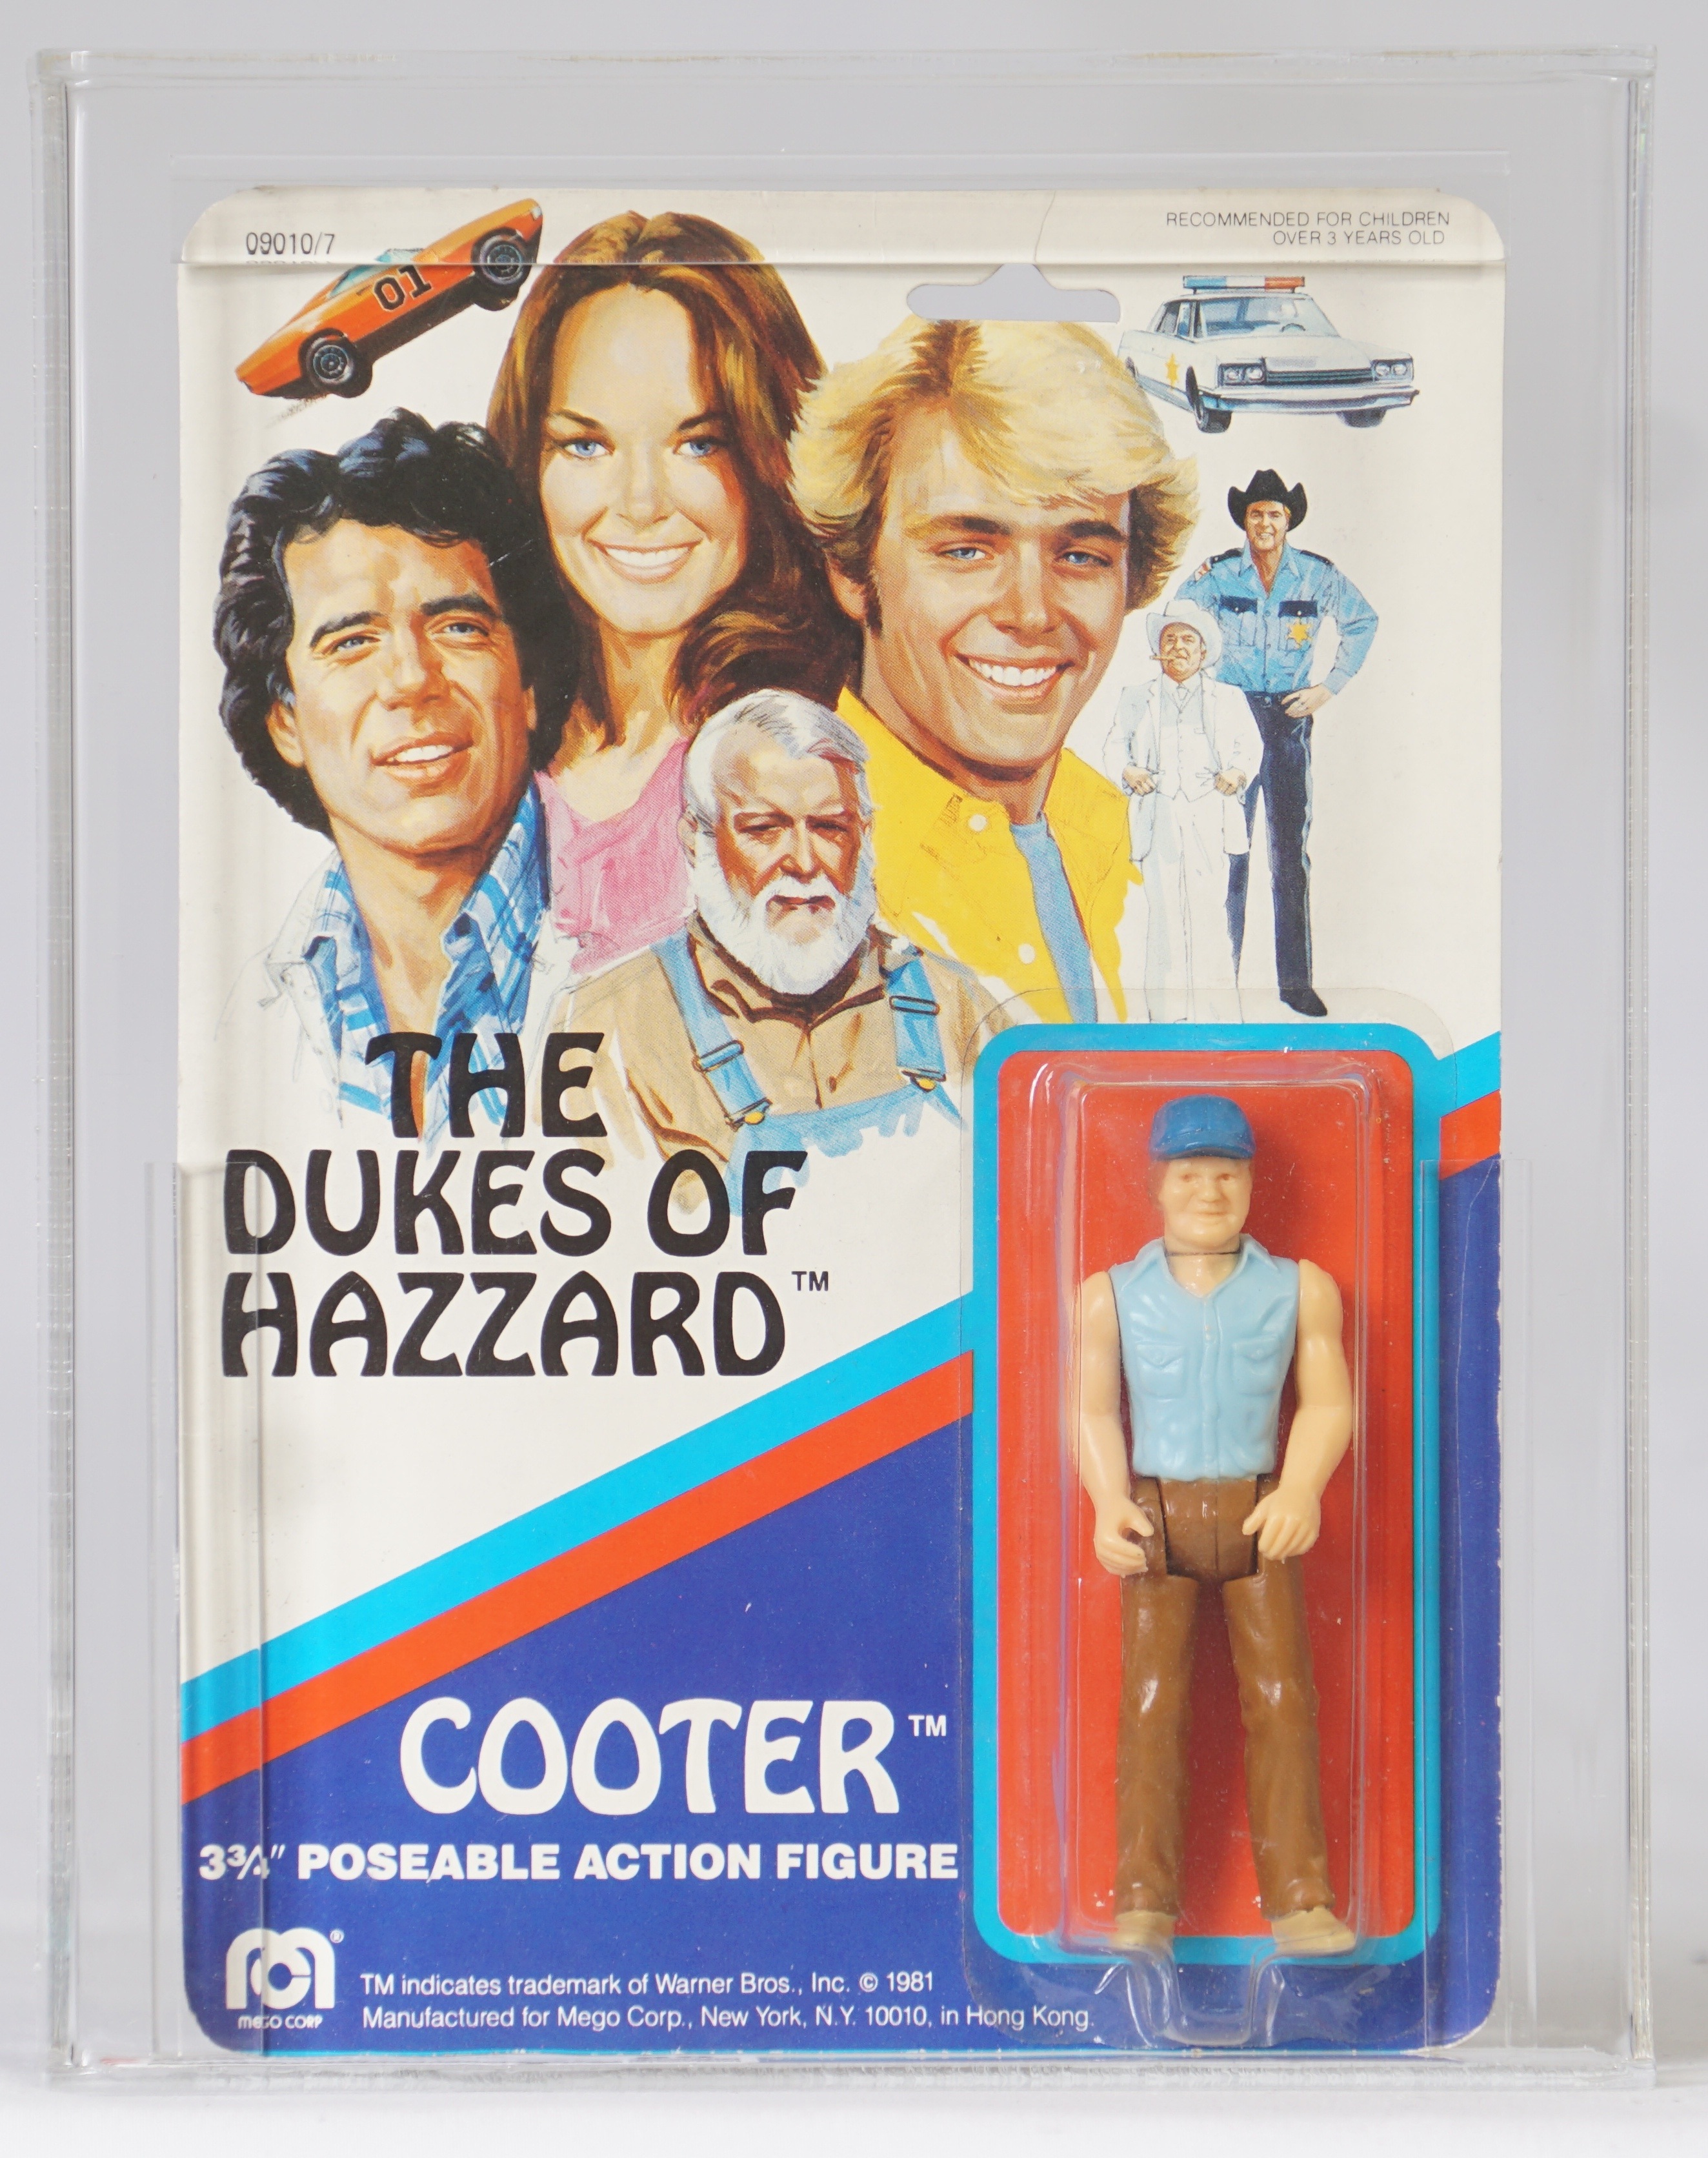 09010/7
RECOMMENDED FOR CHILDREN
OVER 3 YEARS OLD
01
THE
DUKES OF
HAZZARD™
COOTER™
3¾" POSEABLE ACTION FIGURE
®
MEGO CORP
TM indicates trademark of Warner Bros., Inc. © 1981
Manufactured for Mego Corp., New York, N.Y. 10010, in Hong Kong.